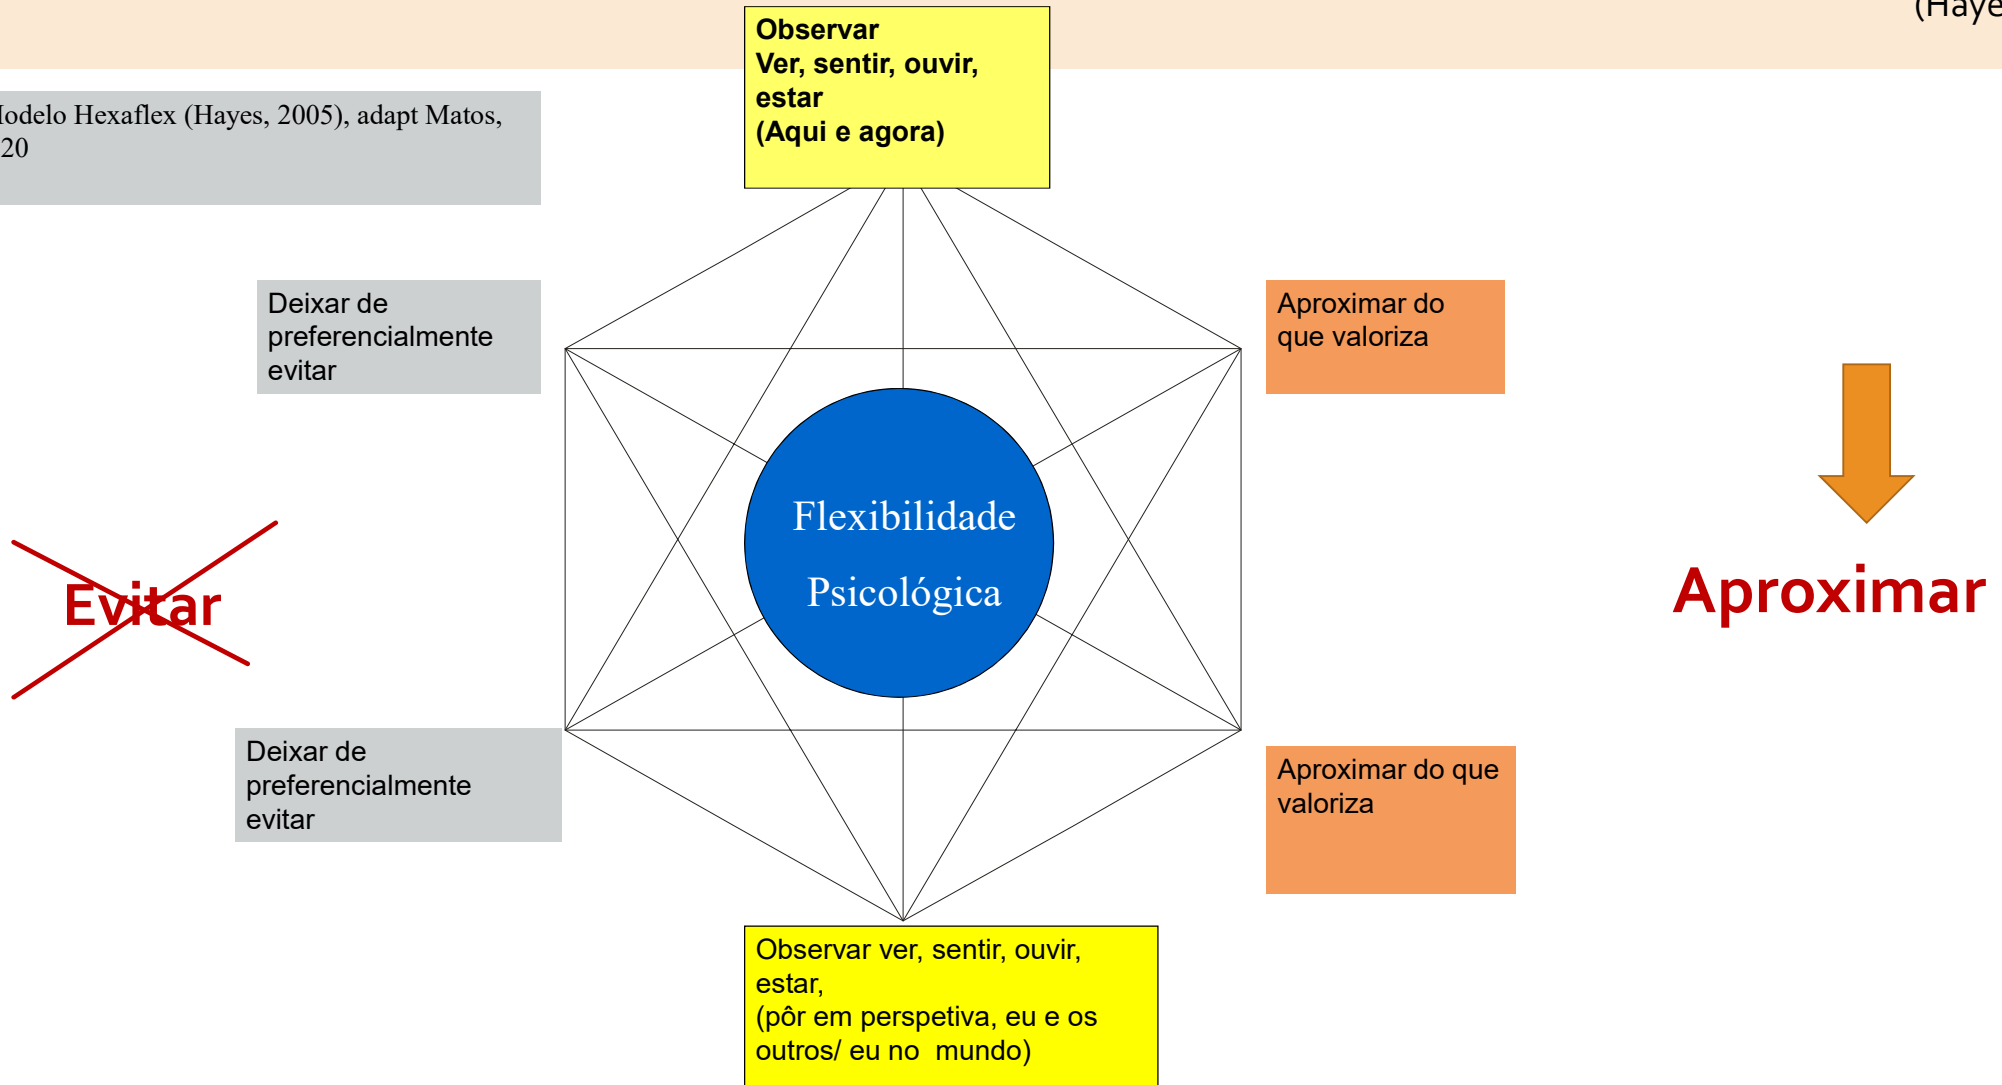 (Haye
Observar
Ver, sentir, ouvir,
estar
(Aqui e agora)
Modelo Hexaflex (Hayes, 2005), adapt Matos,
20
Deixar de
preferencialmente
evitar
Aproximar do
que valoriza
Flexibilidade
Psicológica
Evitar
Aproximar
Deixar de
preferencialmente
evitar
Aproximar do que
valoriza
Observar ver, sentir, ouvir,
estar,
(pôr em perspetiva, eu e os
outros/ eu no  mundo)